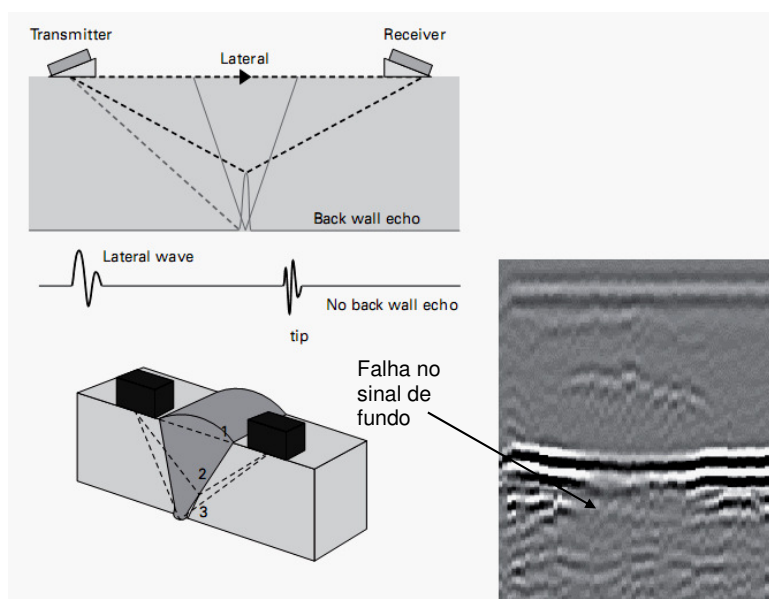 Transmitter
Receiver
Lateral
Back wall echo
Lateral wave
No back wall echo
tip
Falha no
sinal de
fundo
1
2
3